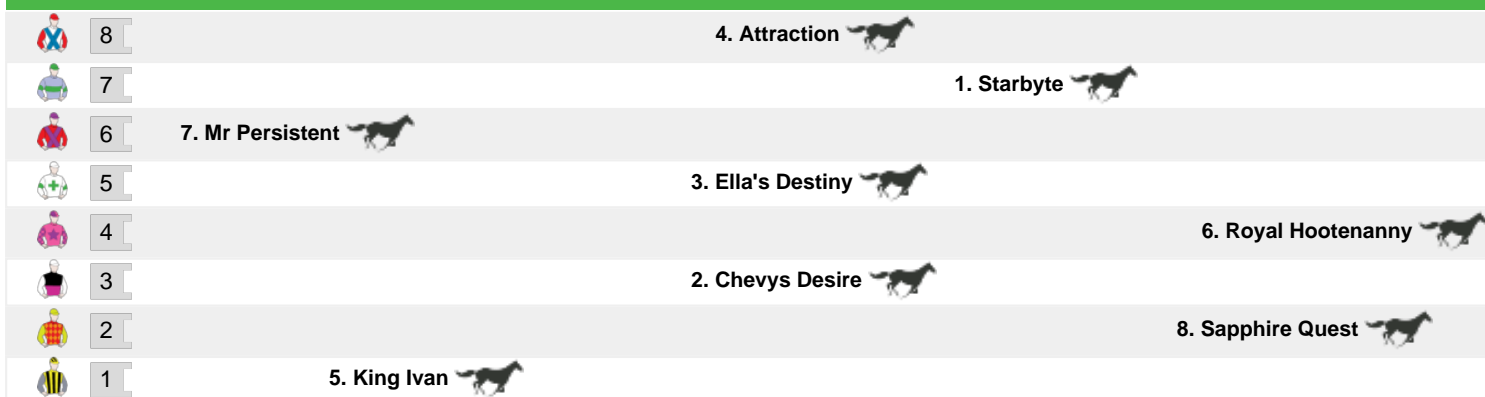 8 4. Attraction
7 1. Starbyte
6 7. Mr Persistent
5 3. Ella's Destiny
4 6. Royal Hootenanny
3 2. Chevys Desire
2 8. Sapphire Quest
1 5. King Ivan